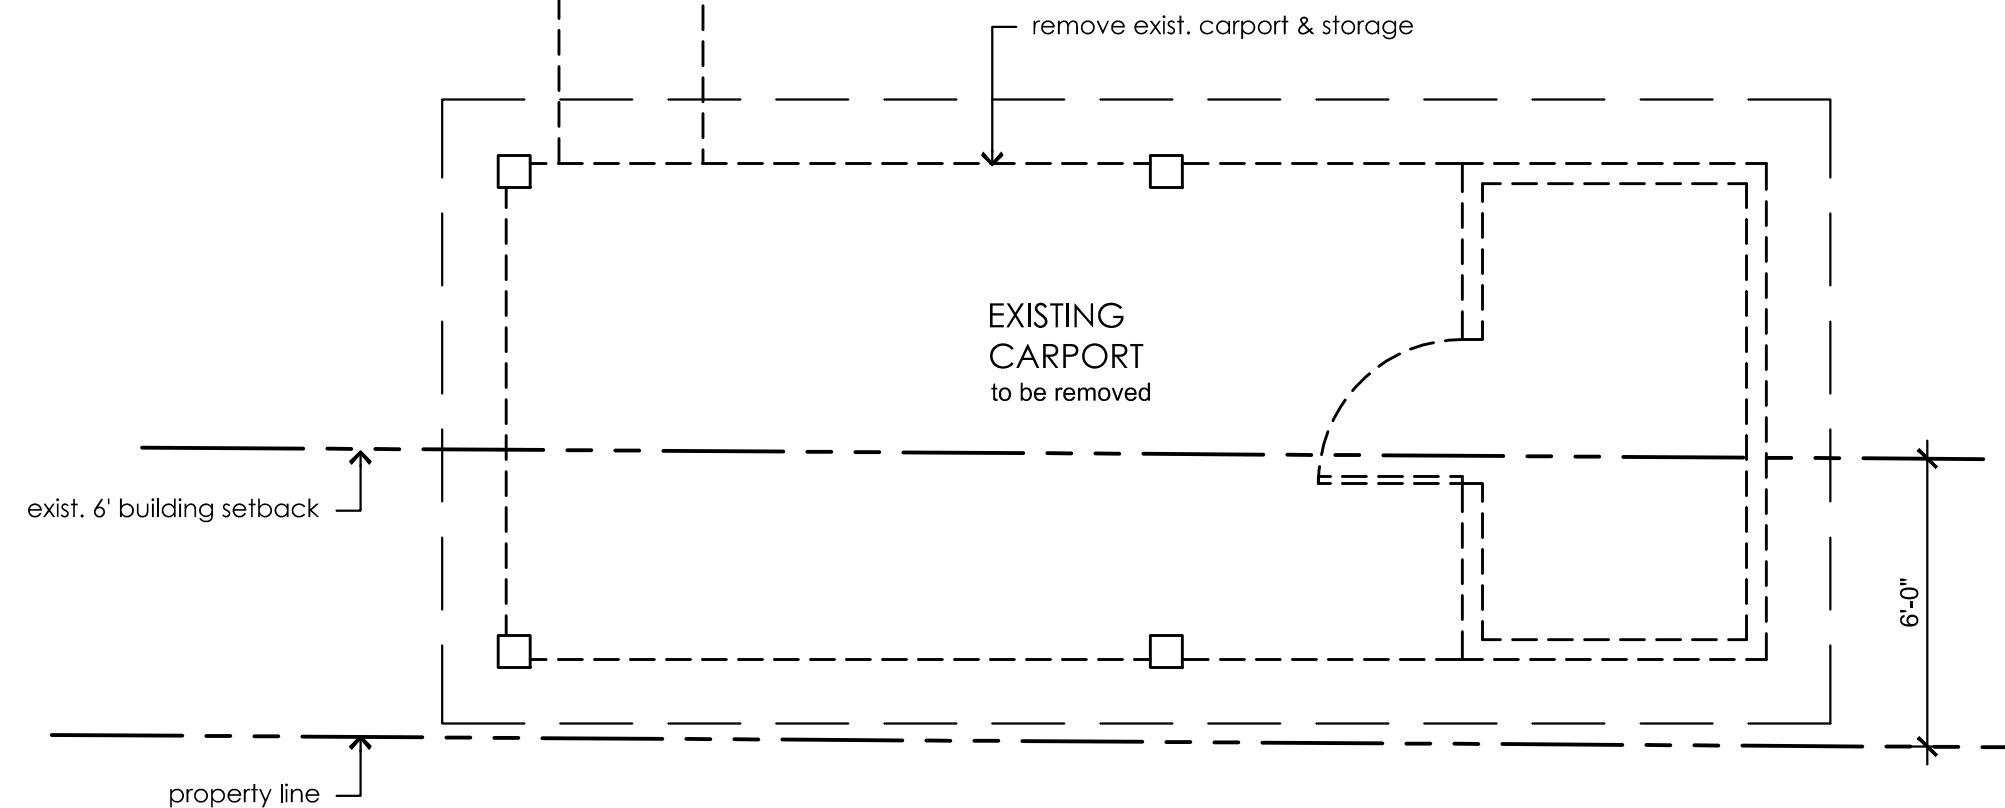 remove exist. carport & storage
EXISTING
CARPORT
to be removed
exist. 6' building setback
6'-0"
property line